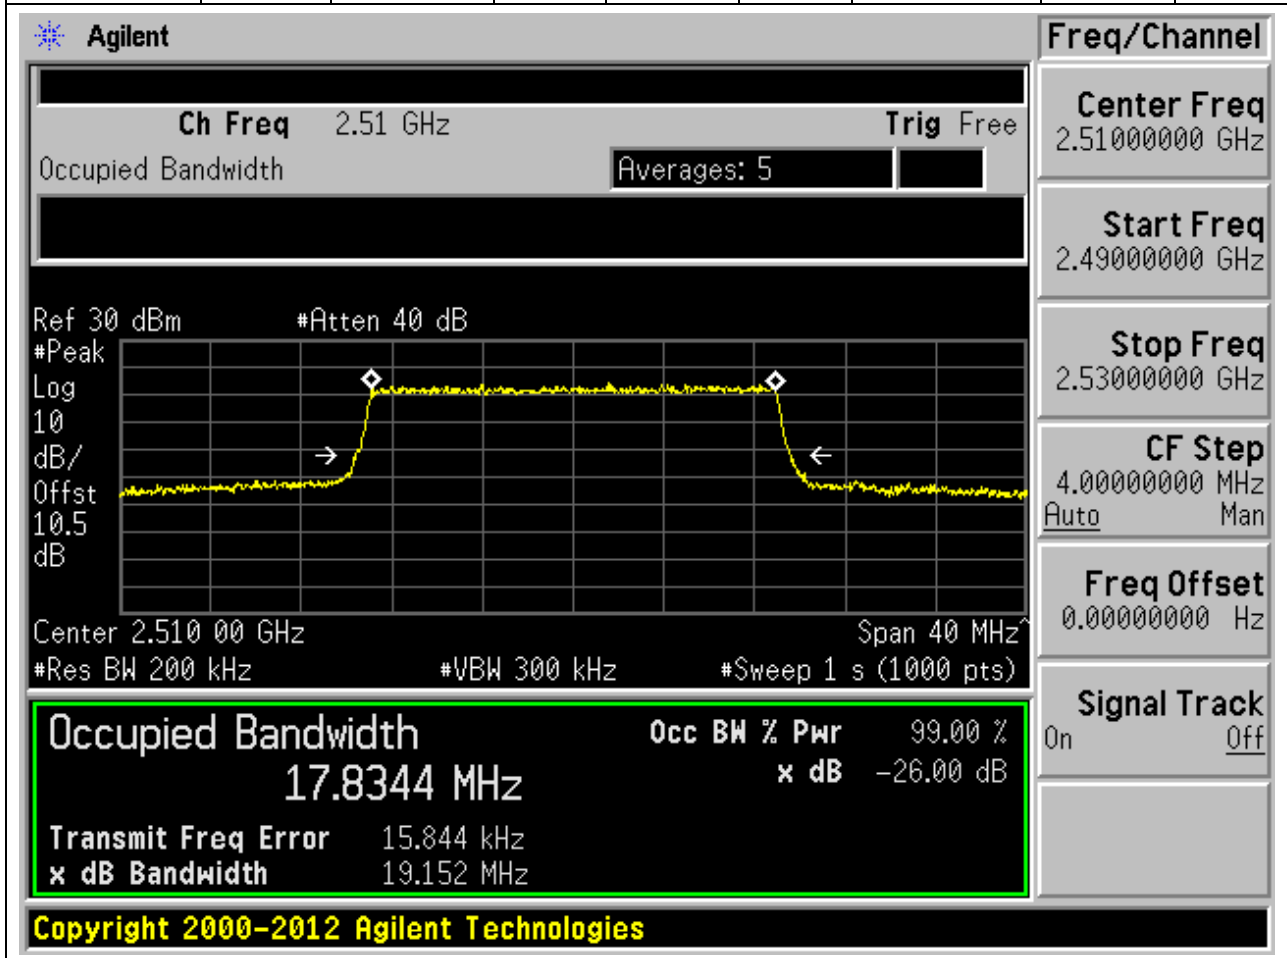 Agilent
Freq/Channel
Ch Freq 2.51 GHz Trig Free
Occupied Bandwidth Averages: 5
Center Freq
2.51000000 GHz
Start Freq
2.49000000 GHz
Stop Freq
2.53000000 GHz
CF Step
4.00000000 MHz
Auto Man
Freq Offset
0.00000000 Hz
Signal Track
On Off
Ref 30 dBm #Atten 40 dB
#Peak
Log
10
dB/
Offst
10.5
dB
Center 2.510 00 GHz Span 40 MHz^
#Res BW 200 kHz #VBW 300 kHz #Sweep 1 s (1000 pts)
Occupied Bandwidth Occ BW % Pwr 99.00 %
17.8344 MHz x dB -26.00 dB
Transmit Freq Error 15.844 kHz
x dB Bandwidth 19.152 MHz
Copyright 2000-2012 Agilent Technologies